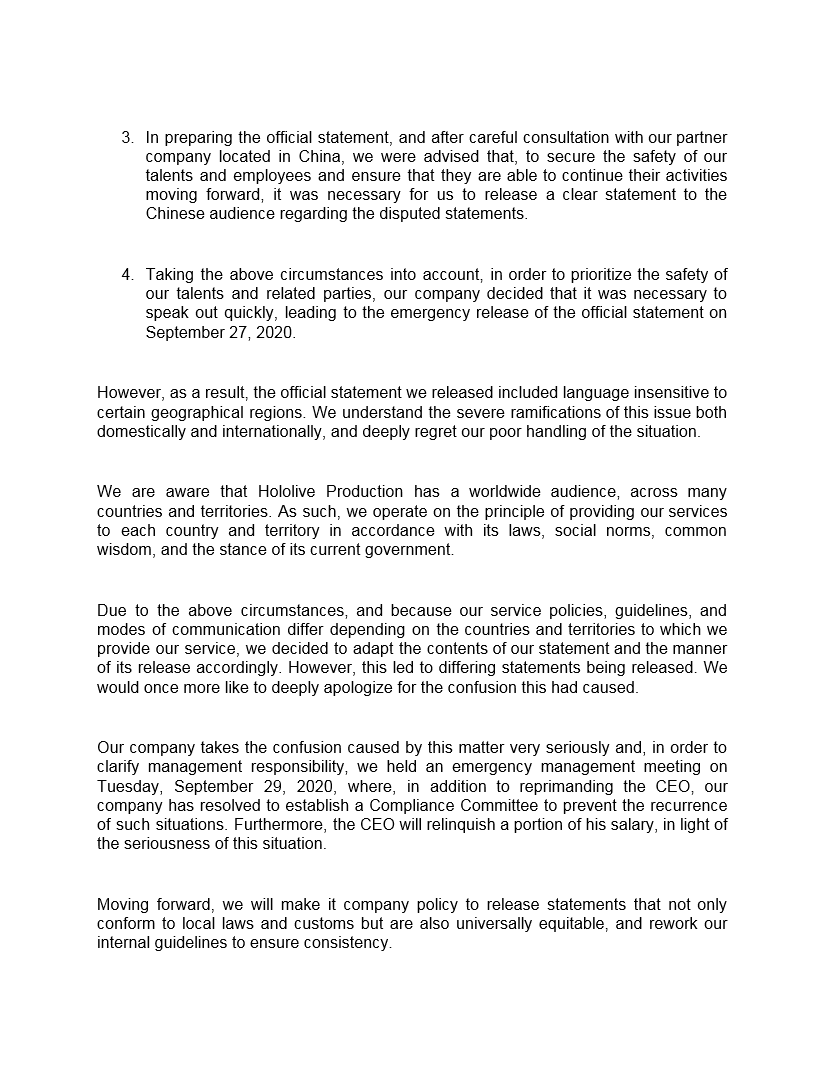 3. In preparing the official statement, and after careful consultation with our partner
company located in China, we were advised that, to secure the safety of our
talents and employees and ensure that they are able to continue their activities
moving forward, it was necessary for us to release a clear statement to the
Chinese audience regarding the disputed statements.
4. Taking the above circumstances into account, in order to prioritize the safety of
our talents and related parties, our company decided that it was necessary to
speak out quickly, leading to the emergency release of the official statement on
September 27, 2020.
However, as a result, the official statement we released included language insensitive to
certain geographical regions. We understand the severe ramifications of this issue both
domestically and internationally, and deeply regret our poor handling of the situation.
We are aware that Hololive Production has a worldwide audience, across many
countries and territories. As such, we operate on the principle of providing our services
to each country and territory in accordance with its laws, social norms, common
wisdom, and the stance of its current government.
Due to the above circumstances, and because our service policies, guidelines, and
modes of communication differ depending on the countries and territories to which we
provide our service, we decided to adapt the contents of our statement and the manner
of its release accordingly. However, this led to differing statements being released. We
would once more like to deeply apologize for the confusion this had caused.
Our company takes the confusion caused by this matter very seriously and, in order to
clarify management responsibility, we held an emergency management meeting on
Tuesday, September 29, 2020, where, in addition to reprimanding the CEO, our
company has resolved to establish a Compliance Committee to prevent the recurrence
of such situations. Furthermore, the CEO will relinquish a portion of his salary, in light of
the seriousness of this situation.
Moving forward, we will make it company policy to release statements that not only
conform to local laws and customs but are also universally equitable, and rework our
internal guidelines to ensure consistency.